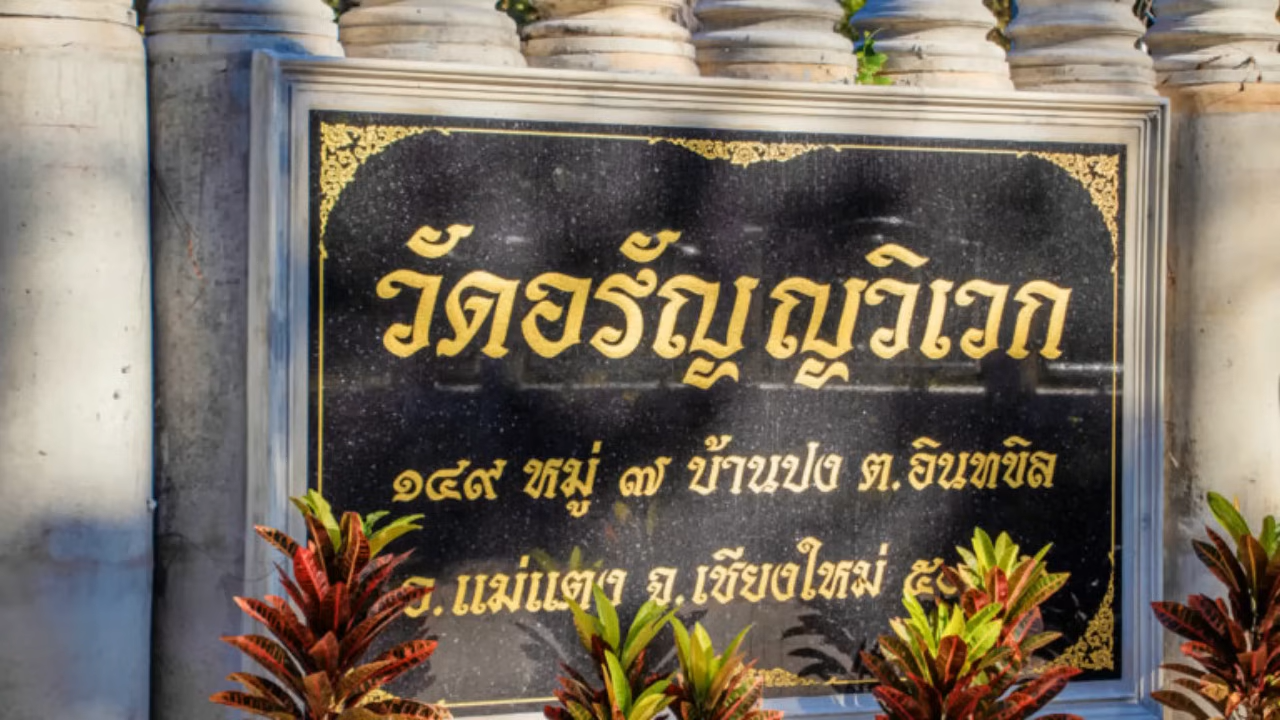 วัดอรัญญวิเวก
๑๔๙ หมู่ ๗ บ้านปง ต.อินทขิล
อ.แม่แตง จ.เชียงใหม่